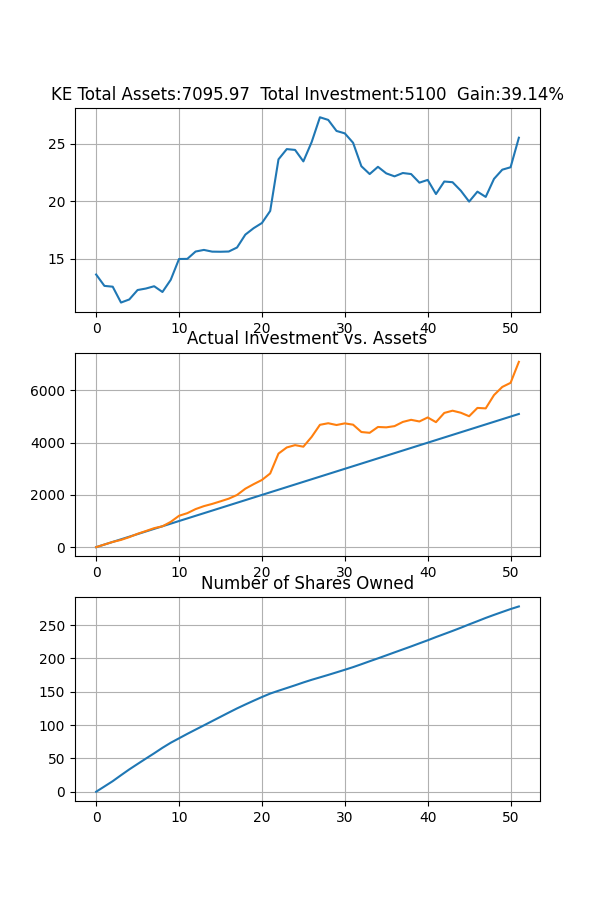 KE Total Assets:7095.97  Total Investment:5100  Gain:39.14%
25
20
15
0 10 20 30 40 50
Actual Investment vs. Assets
6000
4000
2000
0
0 10 20 30 40 50
Number of Shares Owned
250
200
150
100
50
0
0 10 20 30 40 50